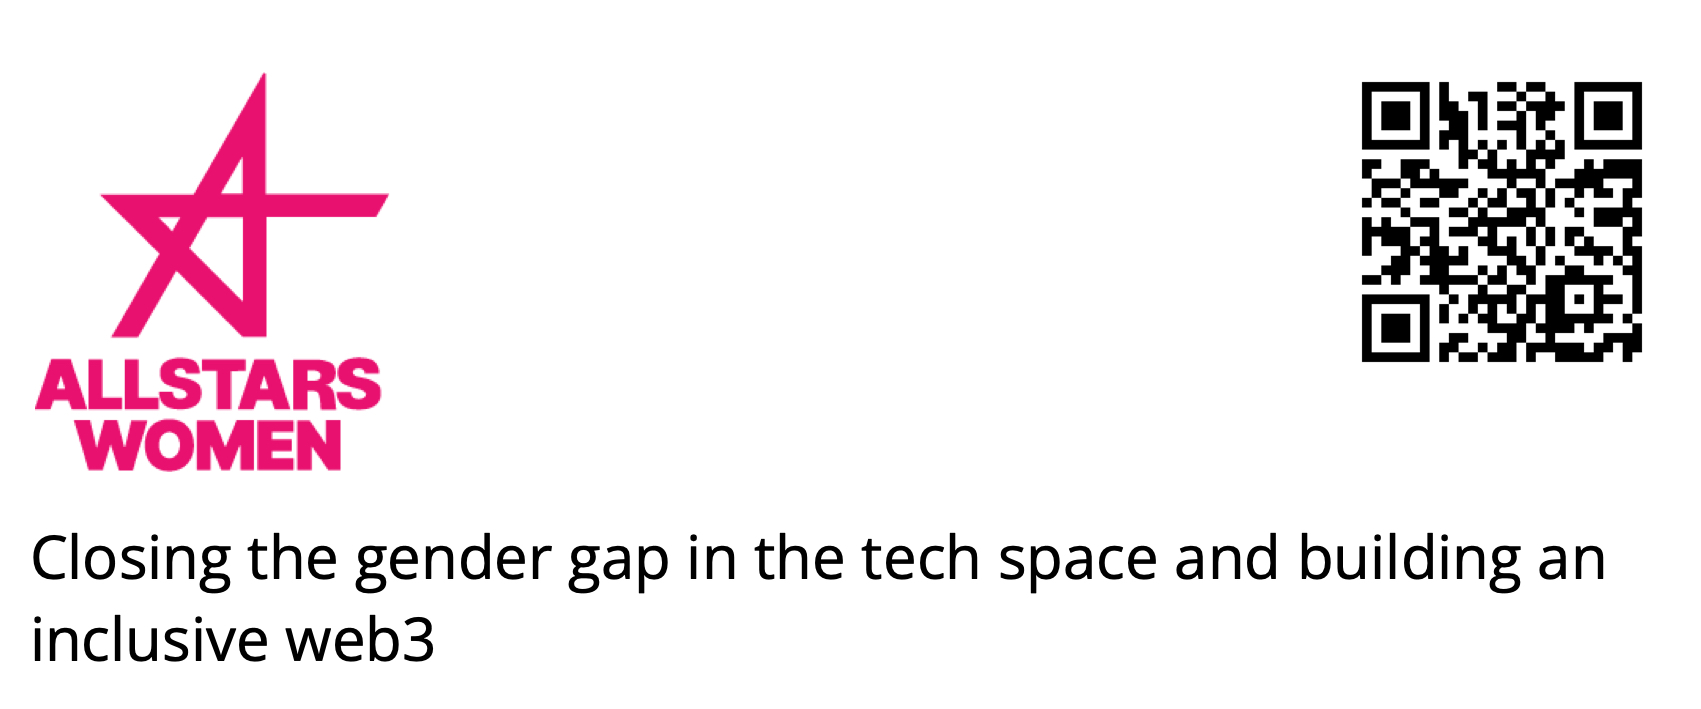 ALLSTARS
WOMEN
Closing the gender gap in the tech space and building an
inclusive web3